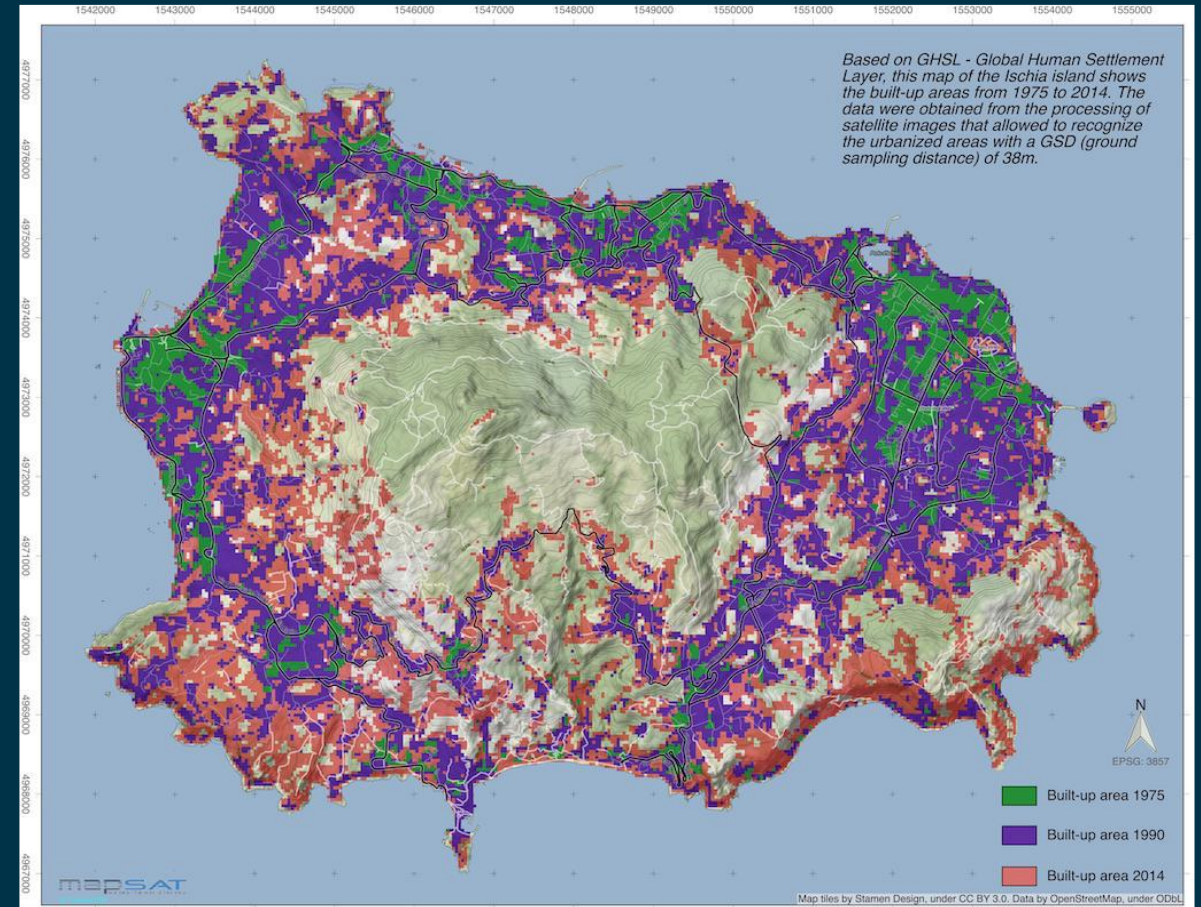 1542000 1543000 1544000 1545000 1546000 1547000 1548000 1549000 1550000 1551000 1552000 1553000 1554000 1555000
Based on GHSL - Global Human Settlement
Layer, this map of the Ischia island shows
the built-up areas from 1975 to 2014. The
data were obtained from the processing of
satellite images that allowed to recognize
the urbanized areas with a GSD (ground
sampling distance) of 38m.
4977000
4976000
4975000
4974000
4973000
4972000
4971000
4970000
4969000
4968000
4967000
N
EPSG: 3857
Built-up area 1975
Built-up area 1990
Built-up area 2014
mapSAT
Map tiles by Stamen Design, under CC BY 3.0. Data by OpenStreetMap, under ODbL